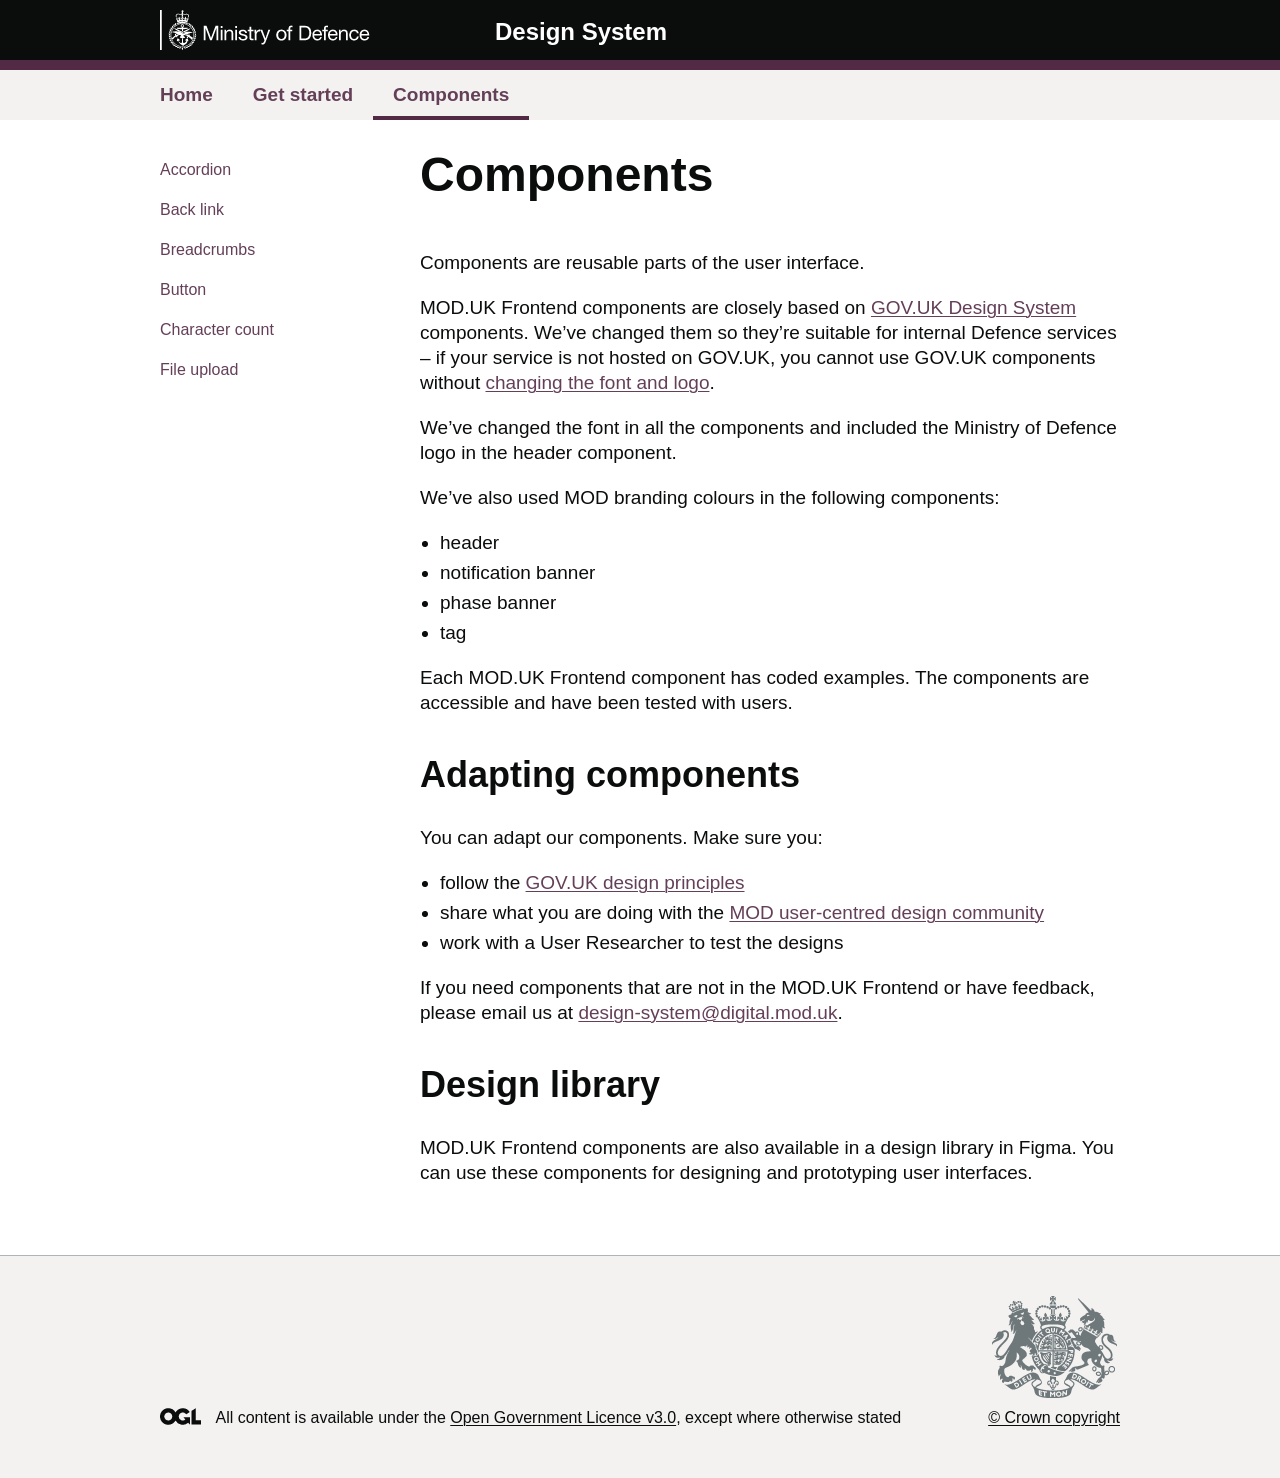 Ministry of Defence
Design System
Home
Get started
Components
Accordion
Back link
Breadcrumbs
Button
Character count
File upload
Components
Components are reusable parts of the user interface.
MOD.UK Frontend components are closely based on GOV.UK Design System
components. We’ve changed them so they’re suitable for internal Defence services
– if your service is not hosted on GOV.UK, you cannot use GOV.UK components
without changing the font and logo.
We’ve changed the font in all the components and included the Ministry of Defence
logo in the header component.
We’ve also used MOD branding colours in the following components:
• header
• notification banner
• phase banner
• tag
Each MOD.UK Frontend component has coded examples. The components are
accessible and have been tested with users.
Adapting components
You can adapt our components. Make sure you:
• follow the GOV.UK design principles
• share what you are doing with the MOD user-centred design community
• work with a User Researcher to test the designs
If you need components that are not in the MOD.UK Frontend or have feedback,
please email us at design-system@digital.mod.uk.
Design library
MOD.UK Frontend components are also available in a design library in Figma. You
can use these components for designing and prototyping user interfaces.
OGL
All content is available under the Open Government Licence v3.0, except where otherwise stated
DIEU ET MON DROIT
© Crown copyright